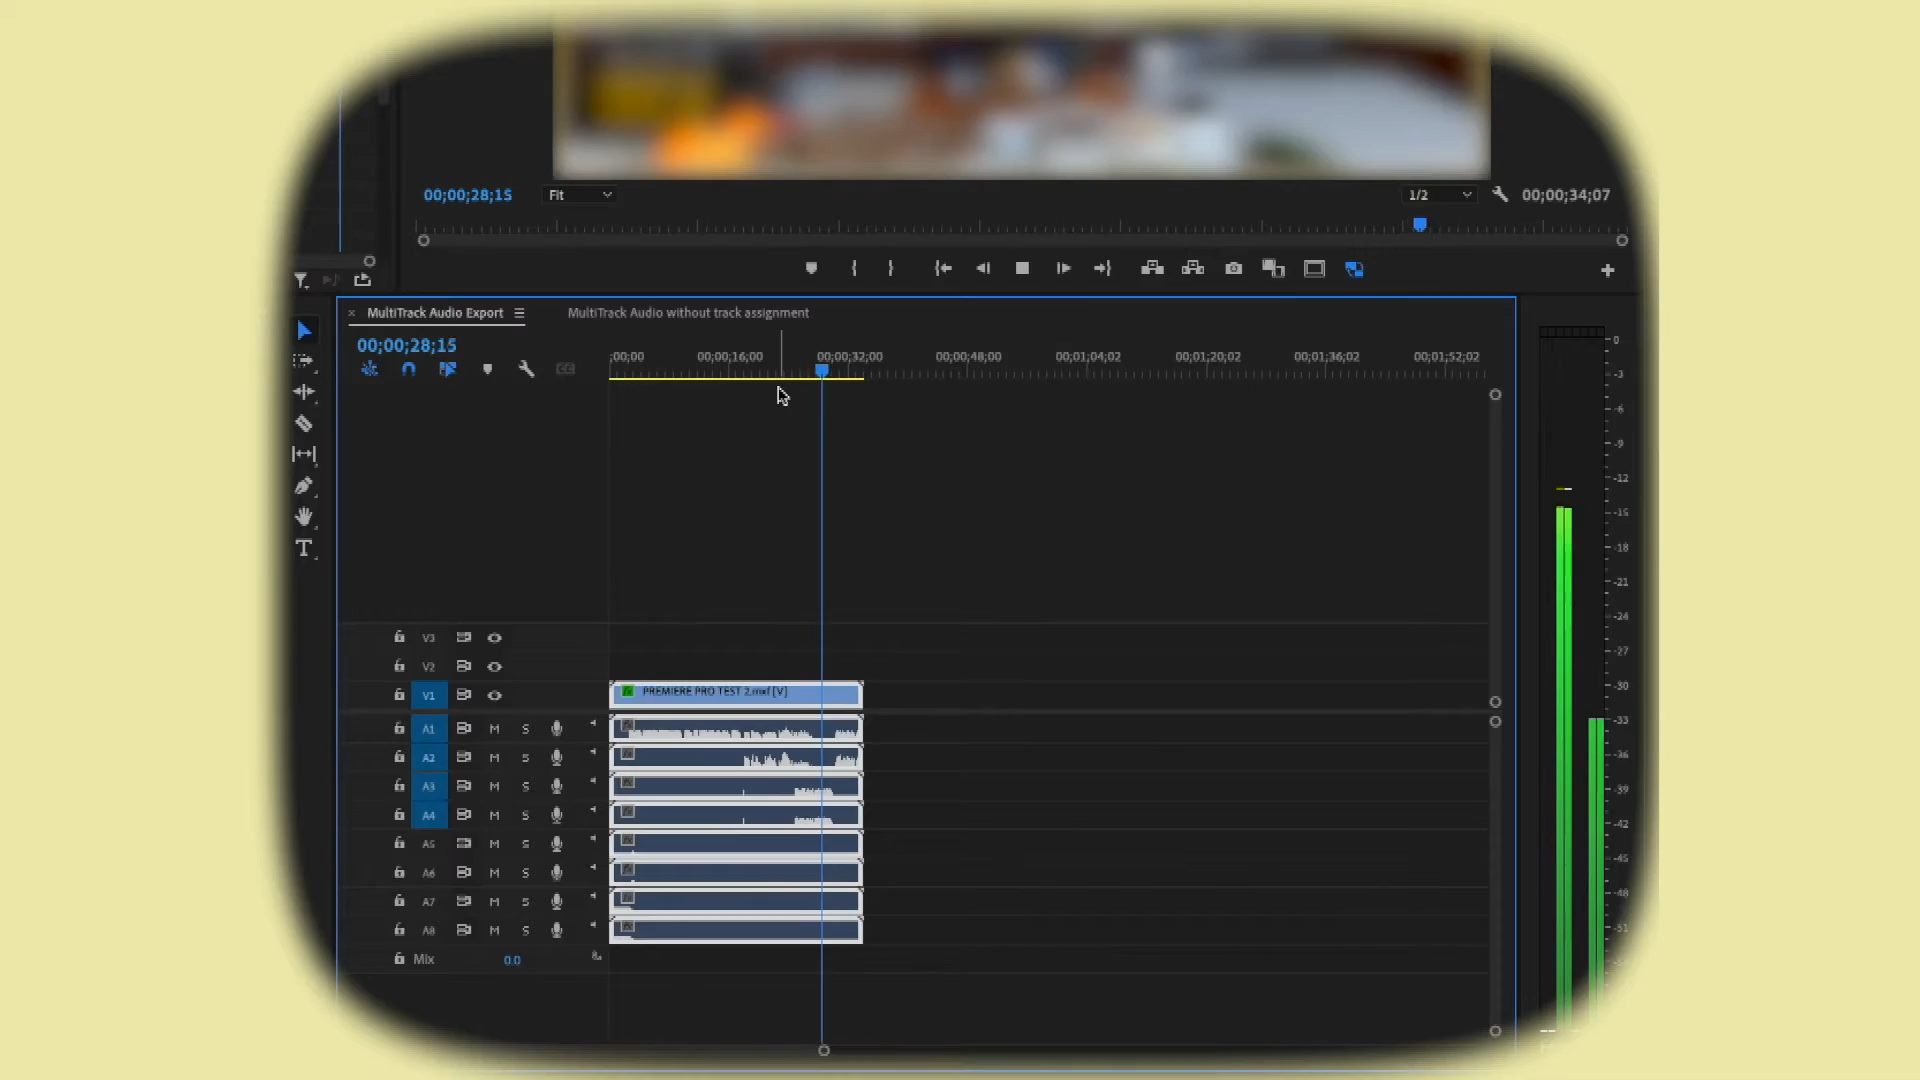 00;00;28;15 Fit 1/2 00;00;34;07
MultiTrack Audio Export MultiTrack Audio without track assignment
00;00;28;15
;00;00 00;00;16;00 00;00;32;00 00;00;48;00 00;01;04;02 00;01;20;02 00;01;36;02 00;01;52;02
0
-3
-6
-9
-12
-15
-18
-21
-24
-27
-30
-33
-36
-39
-42
-45
-48
-51
V3
V2
V1 PREMIERE PRO TEST 2.mxf [V]
A1 M S
A2 M S
A3 M S
A4 M S
A5 M S
A6 M S
A7 M S
A8 M S
Mix 0.0